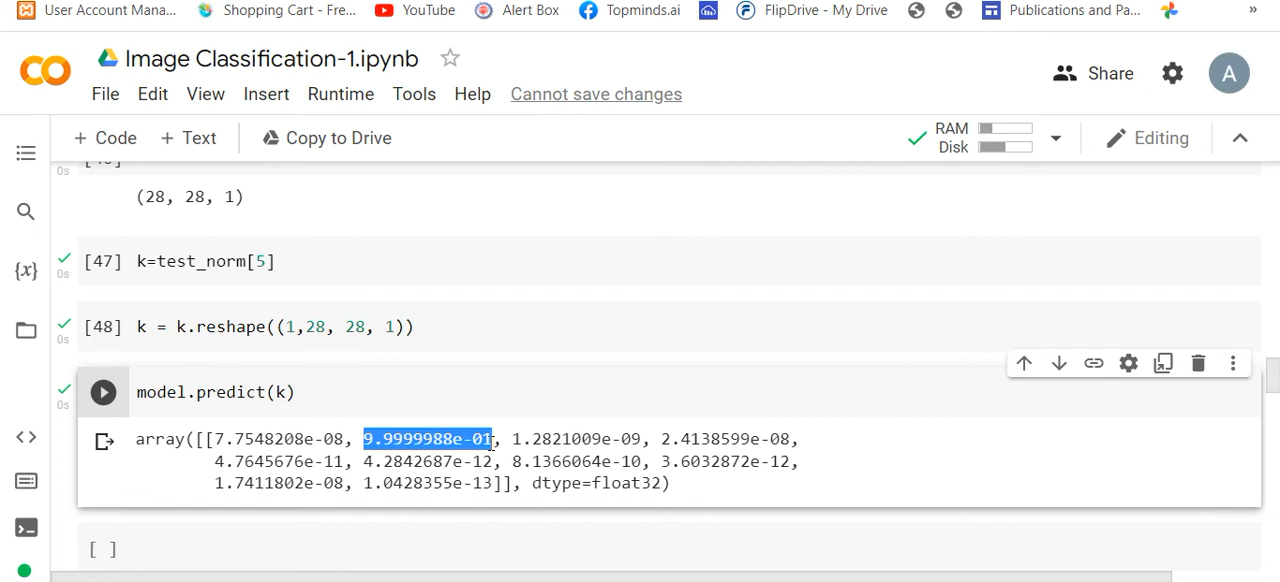 User Account Mana... Shopping Cart - Fre... YouTube Alert Box Topminds.ai FlipDrive - My Drive Publications and Pa... »
Image Classification-1.ipynb
File Edit View Insert Runtime Tools Help Cannot save changes
Share A
+ Code + Text Copy to Drive
RAM
Disk
Editing
0s
(28, 28, 1)
[47] k=test_norm[5]
0s
[48] k = k.reshape((1,28, 28, 1))
0s
model.predict(k)
0s
array([[7.7548208e-08, 9.9999988e-01, 1.2821009e-09, 2.4138599e-08,
4.7645676e-11, 4.2842687e-12, 8.1366064e-10, 3.6032872e-12,
1.7411802e-08, 1.0428355e-13]], dtype=float32)
[ ]
{x}